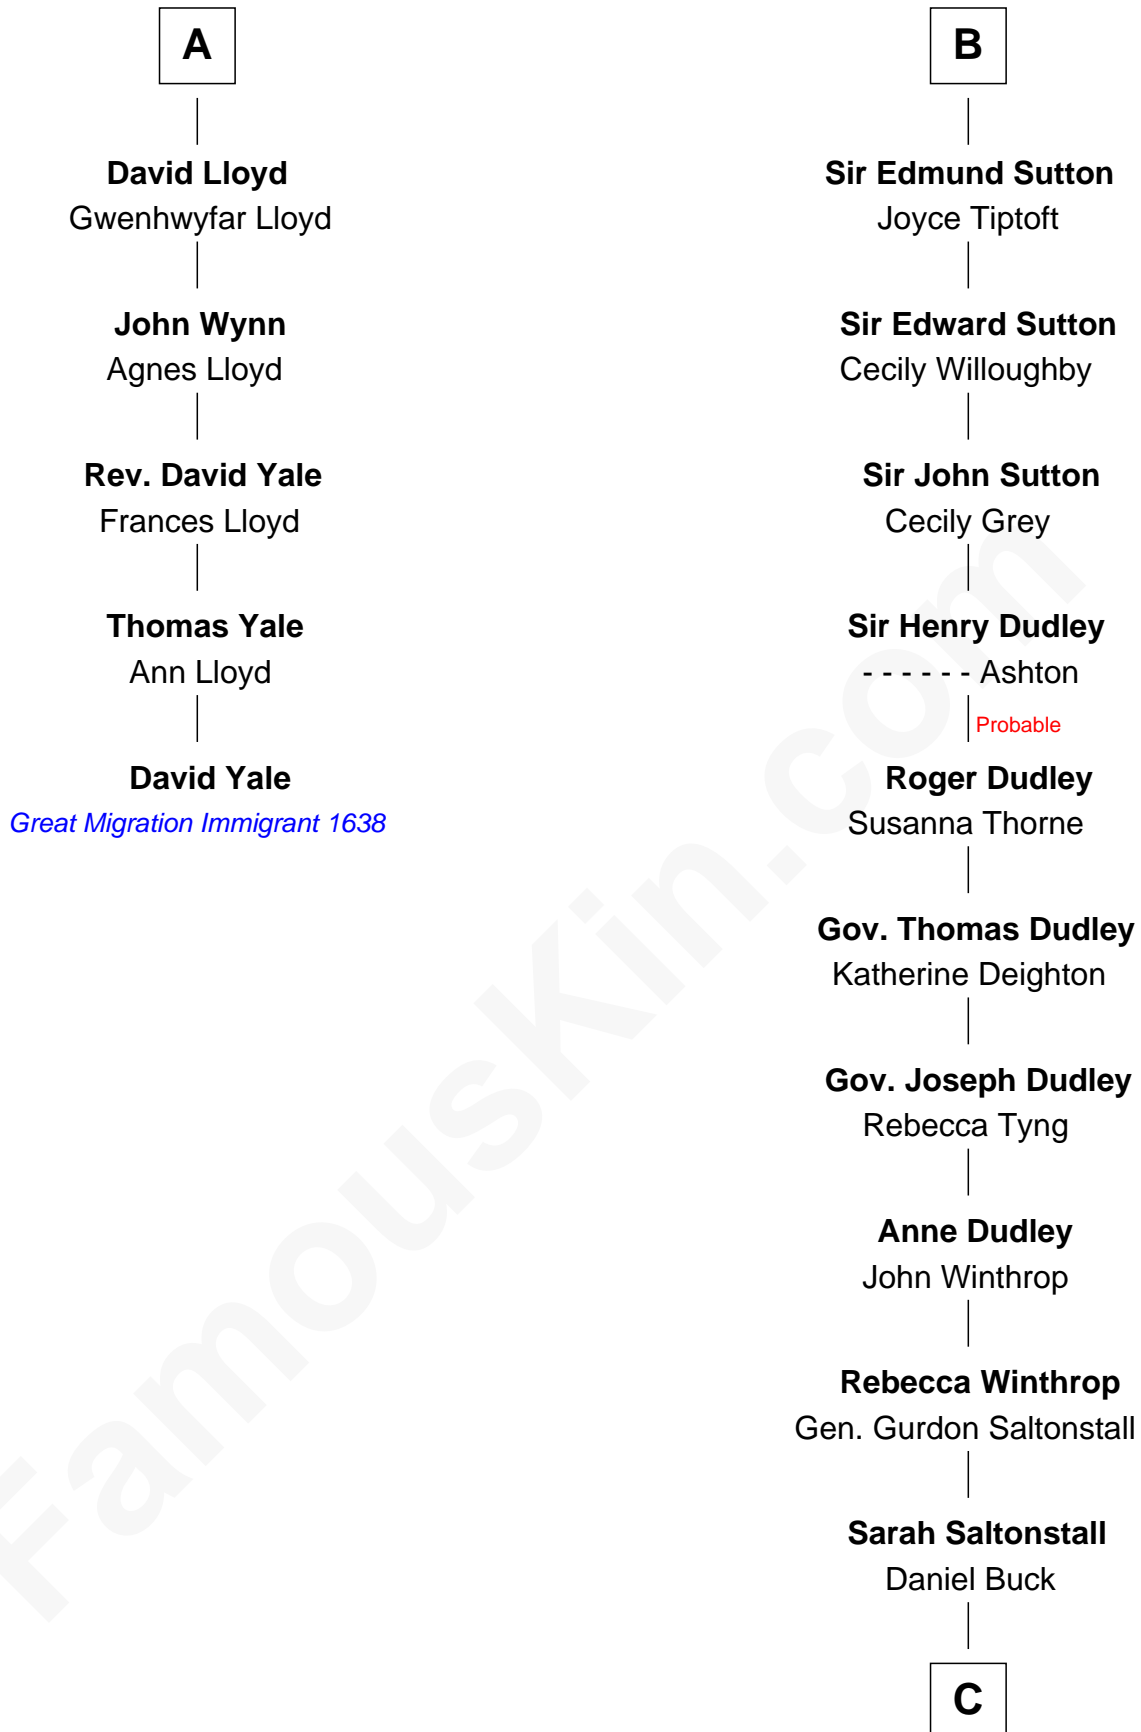 A
David Lloyd
Gwenhwyfar Lloyd
John Wynn
Agnes Lloyd
Rev. David Yale
Frances Lloyd
Thomas Yale
Ann Lloyd
David Yale
Great Migration Immigrant 1638
B
Sir Edmund Sutton
Joyce Tiptoft
Sir Edward Sutton
Cecily Willoughby
Sir John Sutton
Cecily Grey
Sir Henry Dudley
- - - - - - Ashton
Probable
Roger Dudley
Susanna Thorne
Gov. Thomas Dudley
Katherine Deighton
Gov. Joseph Dudley
Rebecca Tyng
Anne Dudley
John Winthrop
Rebecca Winthrop
Gen. Gurdon Saltonstall
Sarah Saltonstall
Daniel Buck
C
FamousKin.com